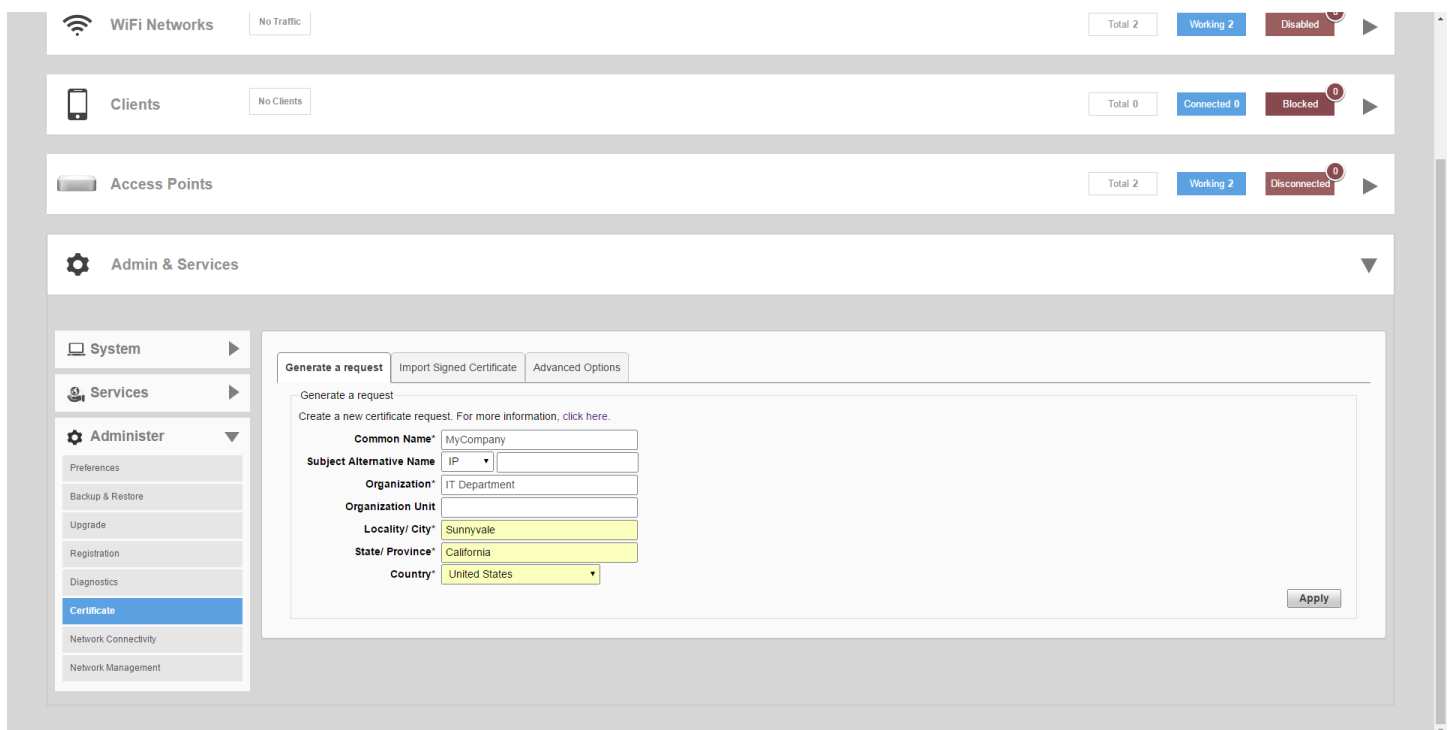 WiFi Networks No Traffic Total 2 Working 2 Disabled
Clients No Clients Total 0 Connected 0 Blocked 0
Access Points Total 2 Working 2 Disconnected 0
Admin & Services
System
Services
Administer
Preferences
Backup & Restore
Upgrade
Registration
Diagnostics
Certificate
Network Connectivity
Network Management
Generate a request Import Signed Certificate Advanced Options
Generate a request
Create a new certificate request. For more information, click here.
Common Name* MyCompany
Subject Alternative Name IP
Organization* IT Department
Organization Unit
Locality/ City* Sunnyvale
State/ Province* California
Country* United States
Apply